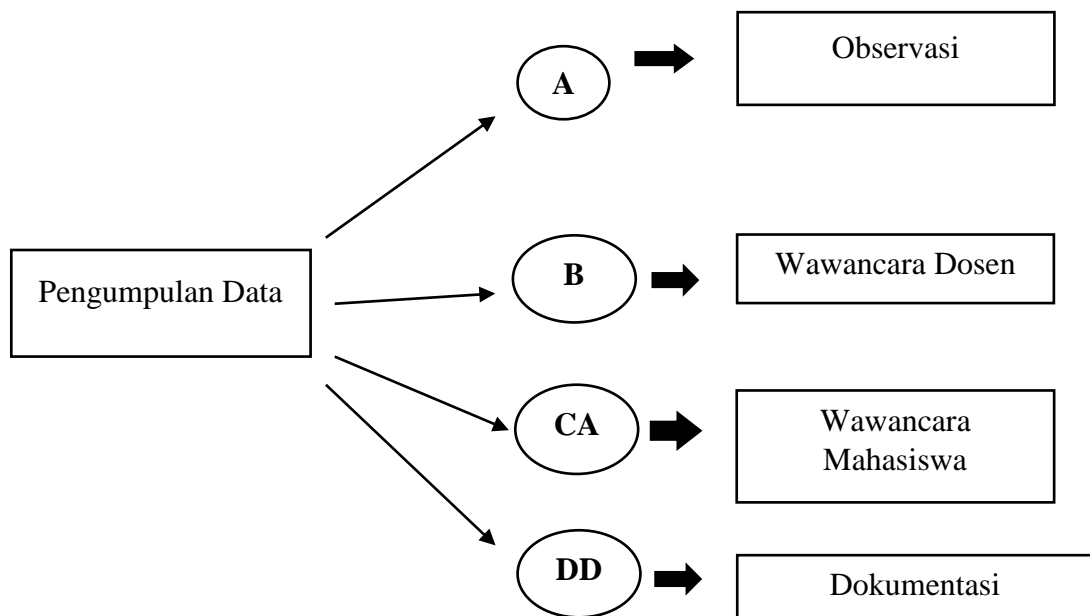 A
Observasi
Pengumpulan Data
B
Wawancara Dosen
CA
Wawancara
Mahasiswa
DD
Dokumentasi